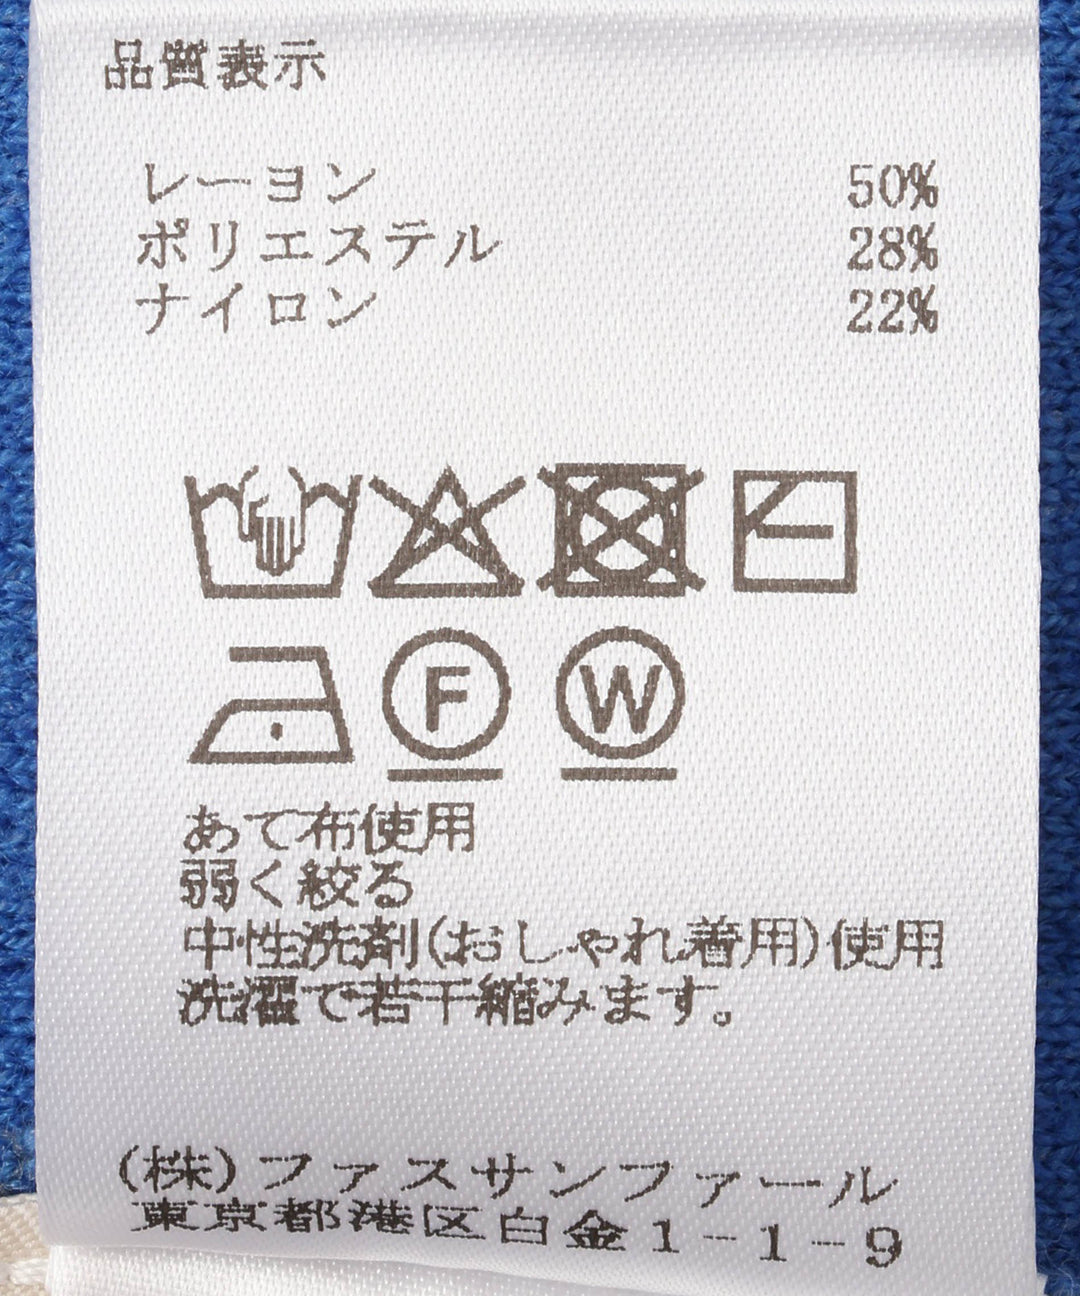 品質表示
レーヨン 50%
ポリエステル 28%
ナイロン 22%
F W
あて布使用
弱く絞る
中性洗剤(おしゃれ着用)使用
洗濯で若干縮みます。
(株)ファスサンファール
東京都港区白金1-1-9